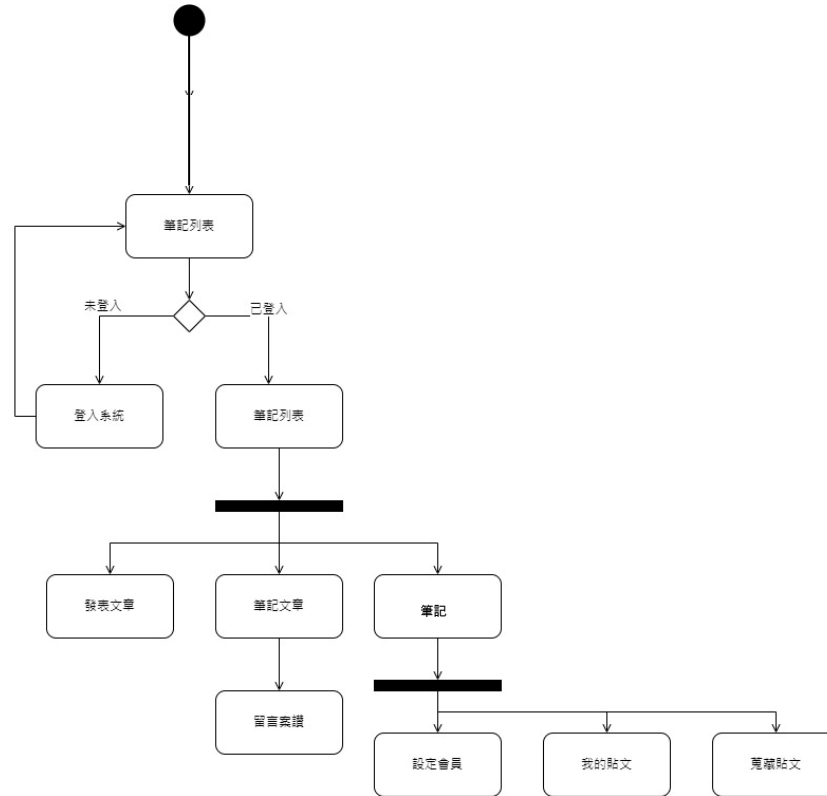 筆記列表
未登入
已登入
登入系統
筆記列表
發表文章
筆記文章
筆記
留言案讚
設定會員
我的貼文
蒐藏貼文